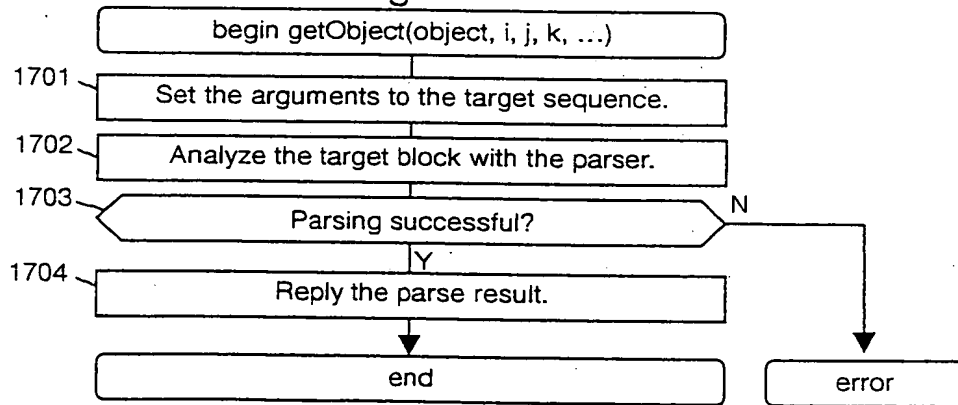 begin getObject(object, i, j, k, ...)
1701
Set the arguments to the target sequence.
1702
Analyze the target block with the parser.
1703
Parsing successful?
N
Y
1704
Reply the parse result.
end
error